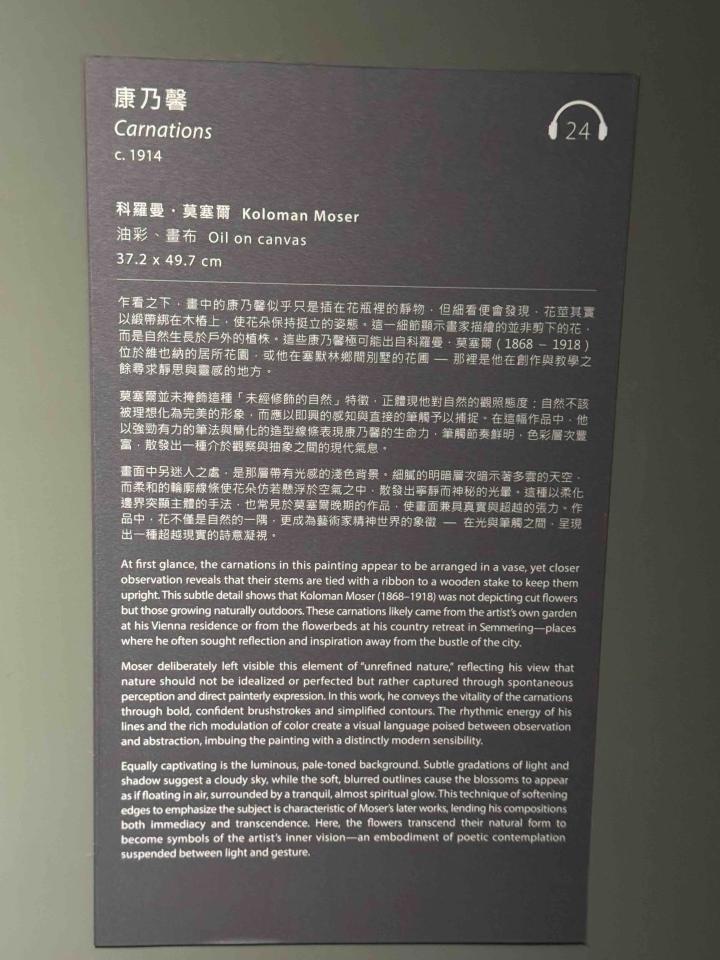 康乃馨
Carnations
c. 1914
24
科羅曼・莫塞爾 Koloman Moser
油彩、畫布 Oil on canvas
37.2 x 49.7 cm
乍看之下，畫中的康乃馨似乎只是插在花瓶裡的靜物，但細看便會發現，花莖其實
以緞帶綁在木樁上，使花朵保持挺立的姿態。這一細節顯示畫家描繪的並非剪下的花，
而是自然生長於戶外的植株。這些康乃馨極可能出自科羅曼・莫塞爾（1868 – 1918）
位於維也納的居所花園，或他在塞默林鄉間別墅的花圃 — 那裡是他在創作與教學之
餘尋求靜思與靈感的地方。
莫塞爾並未掩飾這種「未經修飾的自然」特徵，正體現他對自然的觀照態度：自然不該
被理想化為完美的形象，而應以即興的感知與直接的筆觸予以捕捉。在這幅作品中，他
以強勁有力的筆法與簡化的造型線條表現康乃馨的生命力，筆觸節奏鮮明，色彩層次豐
富，散發出一種介於觀察與抽象之間的現代氣息。
畫面中另迷人之處，是那層帶有光感的淺色背景。細膩的明暗層次暗示著多雲的天空，
而柔和的輪廓線條使花朵仿若懸浮於空氣之中，散發出寧靜而神秘的光暈。這種以柔化
邊界突顯主體的手法，也常見於莫塞爾晚期的作品，使畫面兼具真實與超越的張力。作
品中，花不僅是自然的一隅，更成為藝術家精神世界的象徵 — 在光與筆觸之間，呈現
出一種超越現實的詩意凝視。
At first glance, the carnations in this painting appear to be arranged in a vase, yet closer
observation reveals that their stems are tied with a ribbon to a wooden stake to keep them
upright. This subtle detail shows that Koloman Moser (1868–1918) was not depicting cut flowers
but those growing naturally outdoors. These carnations likely came from the artist's own garden
at his Vienna residence or from the flowerbeds at his country retreat in Semmering—places
where he often sought reflection and inspiration away from the bustle of the city.
Moser deliberately left visible this element of "unrefined nature," reflecting his view that
nature should not be idealized or perfected but rather captured through spontaneous
perception and direct painterly expression. In this work, he conveys the vitality of the carnations
through bold, confident brushstrokes and simplified contours. The rhythmic energy of his
lines and the rich modulation of color create a visual language poised between observation
and abstraction, imbuing the painting with a distinctly modern sensibility.
Equally captivating is the luminous, pale-toned background. Subtle gradations of light and
shadow suggest a cloudy sky, while the soft, blurred outlines cause the blossoms to appear
as if floating in air, surrounded by a tranquil, almost spiritual glow. This technique of softening
edges to emphasize the subject is characteristic of Moser's later works, lending his compositions
both immediacy and transcendence. Here, the flowers transcend their natural form to
become symbols of the artist's inner vision—an embodiment of poetic contemplation
suspended between light and gesture.